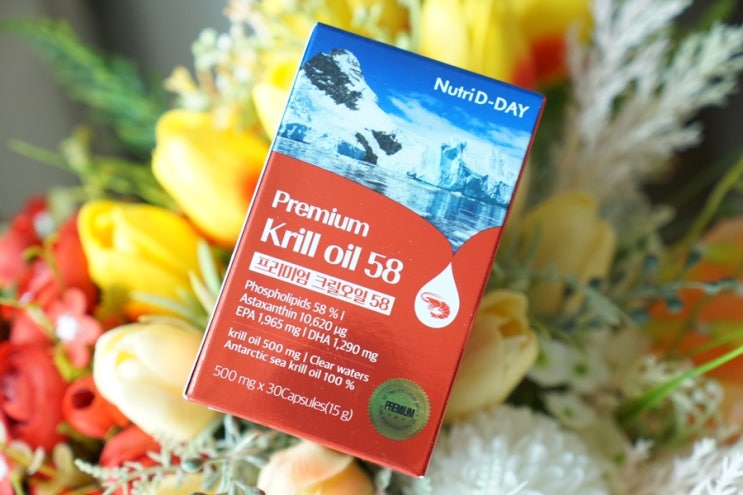 Nutri D-DAY
Premium
Krill oil 58
프리미엄 크릴오일 58
Phospholipids 58 % |
Astaxanthin 10,620 μg
EPA 1,965 mg | DHA 1,290 mg
krill oil 500 mg | Clear waters
Antarctic sea krill oil 100 %
500 mg x 30Capsules(15 g)
PREMIUM